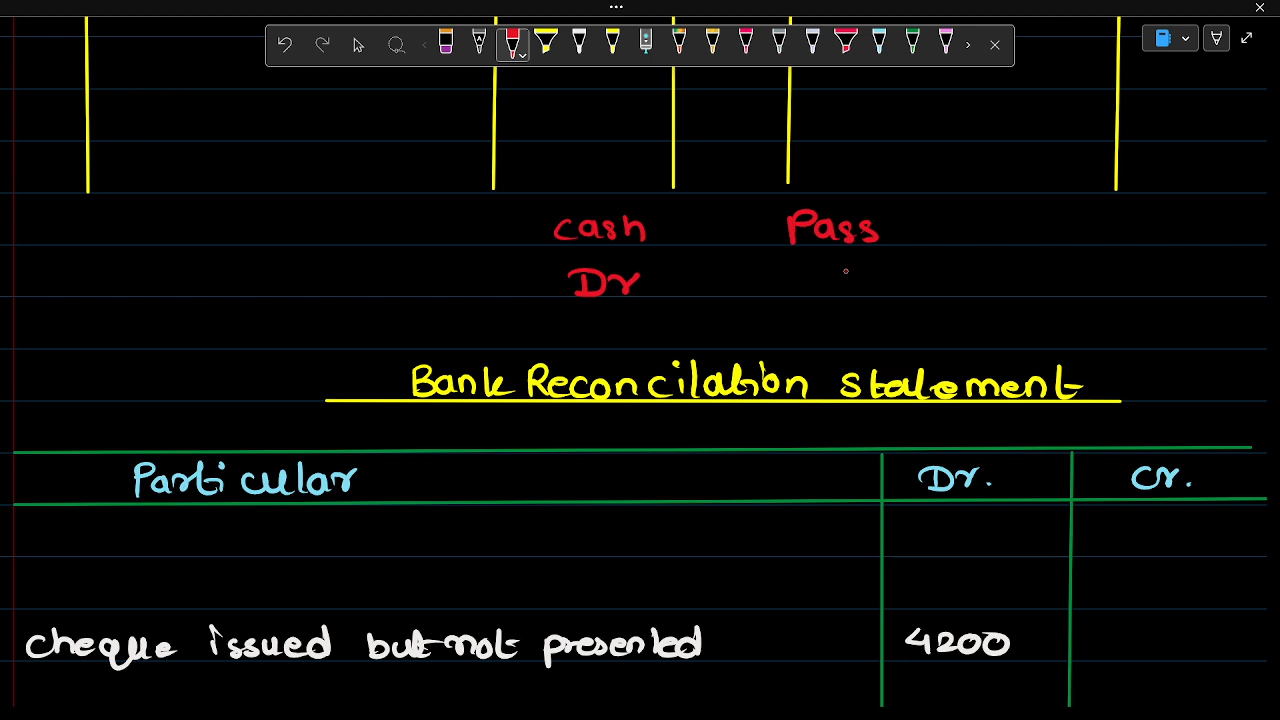 cash Pass
Dr
Bank Reconcilation statement
Particular Dr. Cr.
cheque issued but not presented 4200